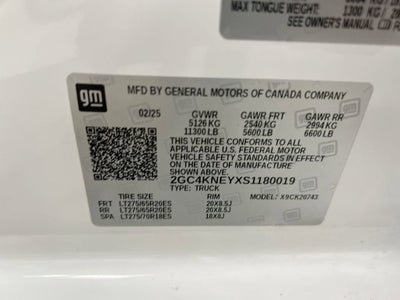 MAX TONGUE WEIGHT:
1300 KG /
SEE OWNER'S MANUAL
gm
MFD BY GENERAL MOTORS OF CANADA COMPANY
02/25 GVWR GAWR FRT GAWR RR
5126 KG 2540 KG 2994 KG
11300 LB 5600 LB 6600 LB
THIS VEHICLE CONFORMS TO ALL
APPLICABLE U.S. FEDERAL MOTOR
VEHICLE SAFETY STANDARDS IN EFFECT
ON THE DATE OF MANUFACTURE
SHOWN ABOVE.
2GC4KNEYXS1180019
TYPE: TRUCK
TIRE SIZE RIM MODEL: X9CK20743
FRT LT275/65R20ES 20X8.5J
RR LT275/65R20ES 20X8.5J
SPA LT275/70R18ES 18X8J